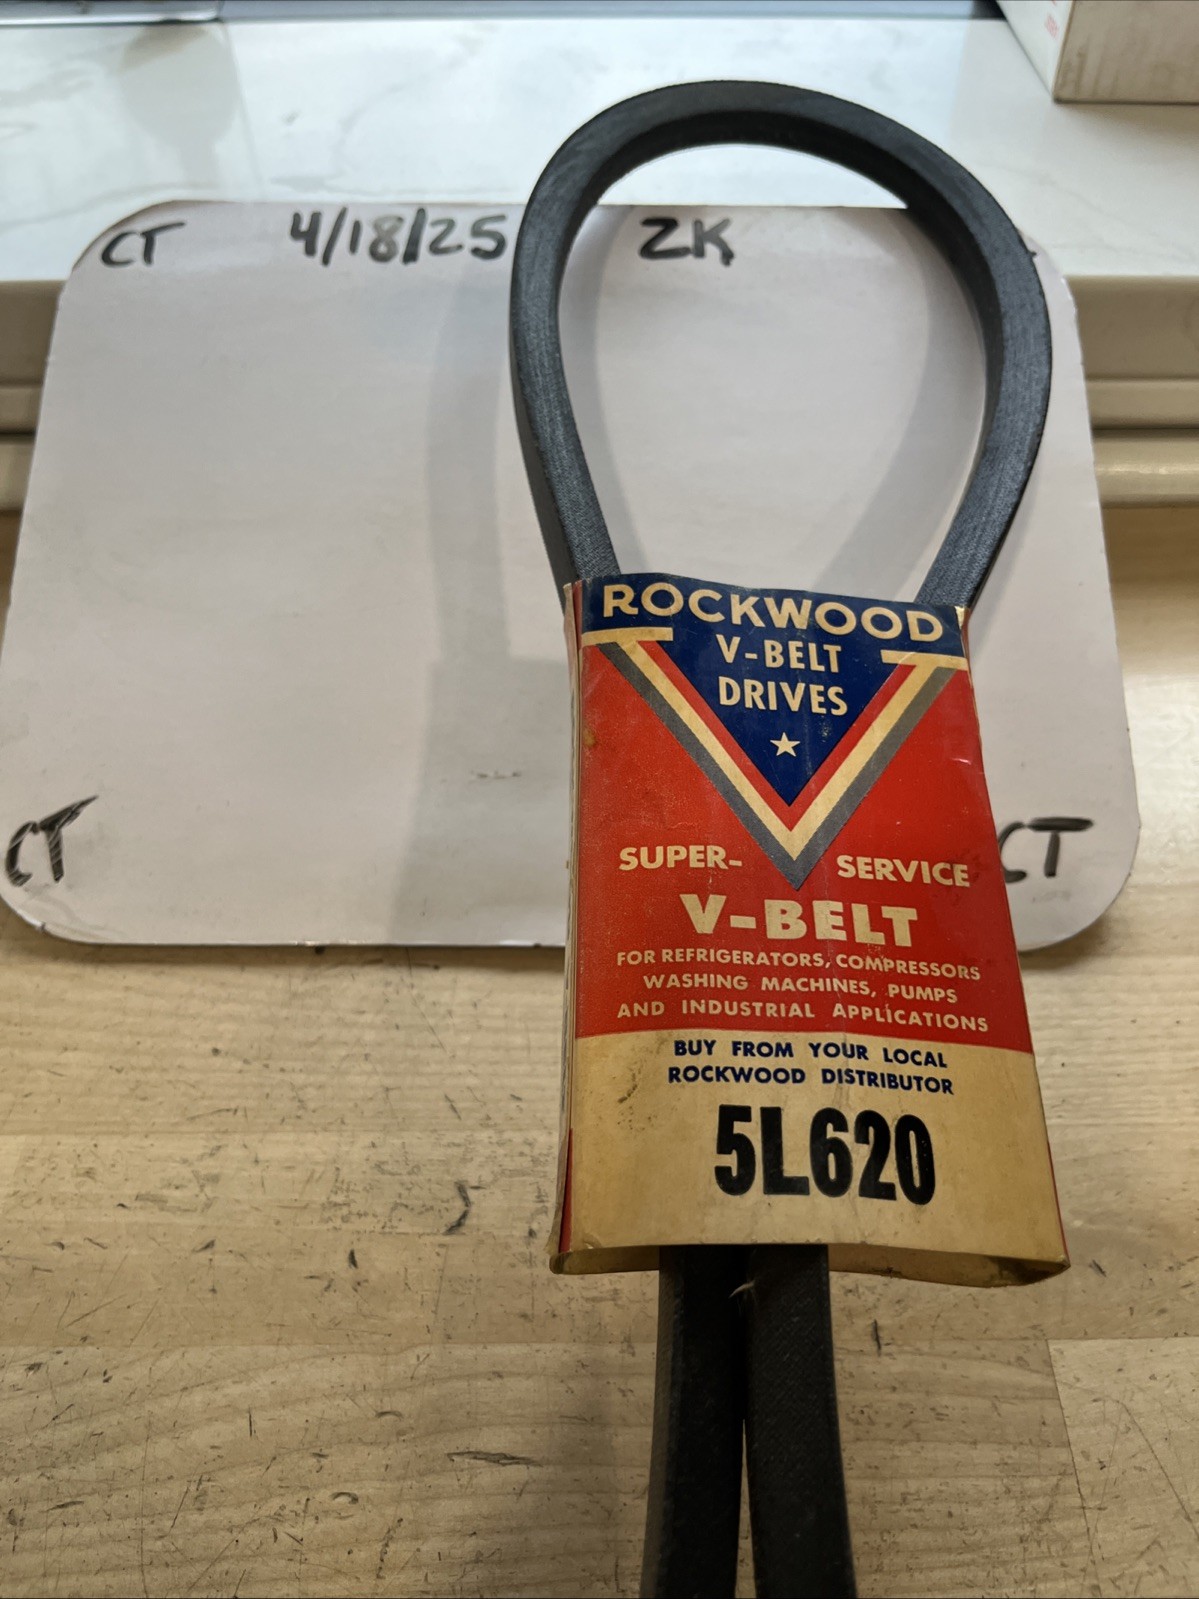 CT 4/18/25 ZK
ROCKWOOD
V-BELT
DRIVES
SUPER- SERVICE
V-BELT
FOR REFRIGERATORS, COMPRESSORS
WASHING MACHINES, PUMPS
AND INDUSTRIAL APPLICATIONS
BUY FROM YOUR LOCAL
ROCKWOOD DISTRIBUTOR
5L620
CT
CT